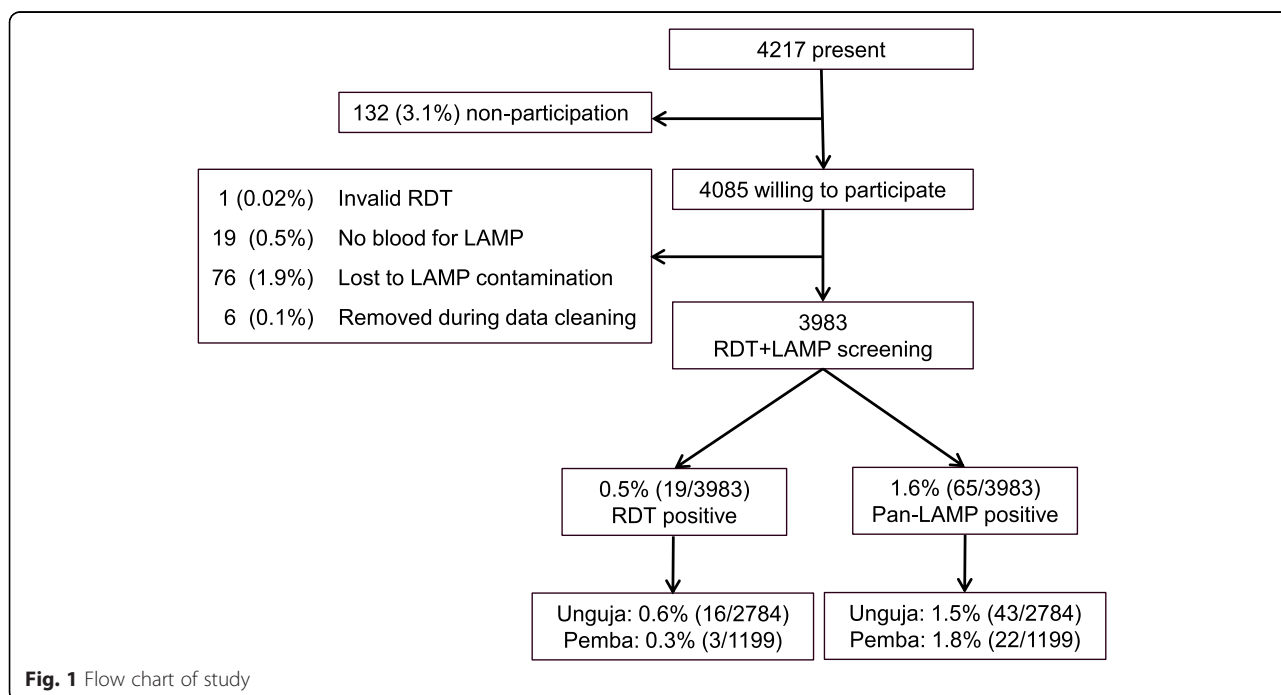 4217 present
132 (3.1%) non-participation
4085 willing to participate
1 (0.02%) Invalid RDT
19 (0.5%) No blood for LAMP
76 (1.9%) Lost to LAMP contamination
6 (0.1%) Removed during data cleaning
3983
RDT+LAMP screening
0.5% (19/3983)
RDT positive
1.6% (65/3983)
Pan-LAMP positive
Unguja: 0.6% (16/2784)
Pemba: 0.3% (3/1199)
Unguja: 1.5% (43/2784)
Pemba: 1.8% (22/1199)
Fig. 1 Flow chart of study